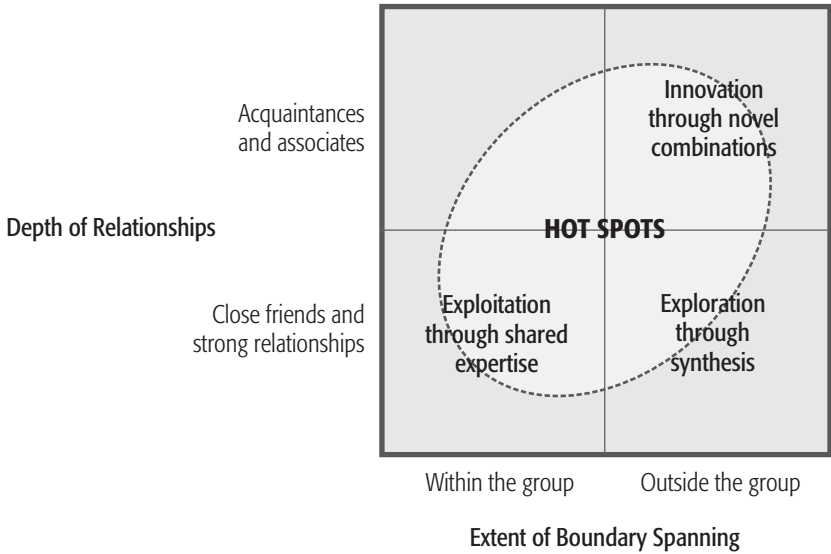 Acquaintances
and associates
Innovation
through novel
combinations
Depth of Relationships
HOT SPOTS
Close friends and
strong relationships
Exploitation
through shared
expertise
Exploration
through
synthesis
Within the group
Outside the group
Extent of Boundary Spanning